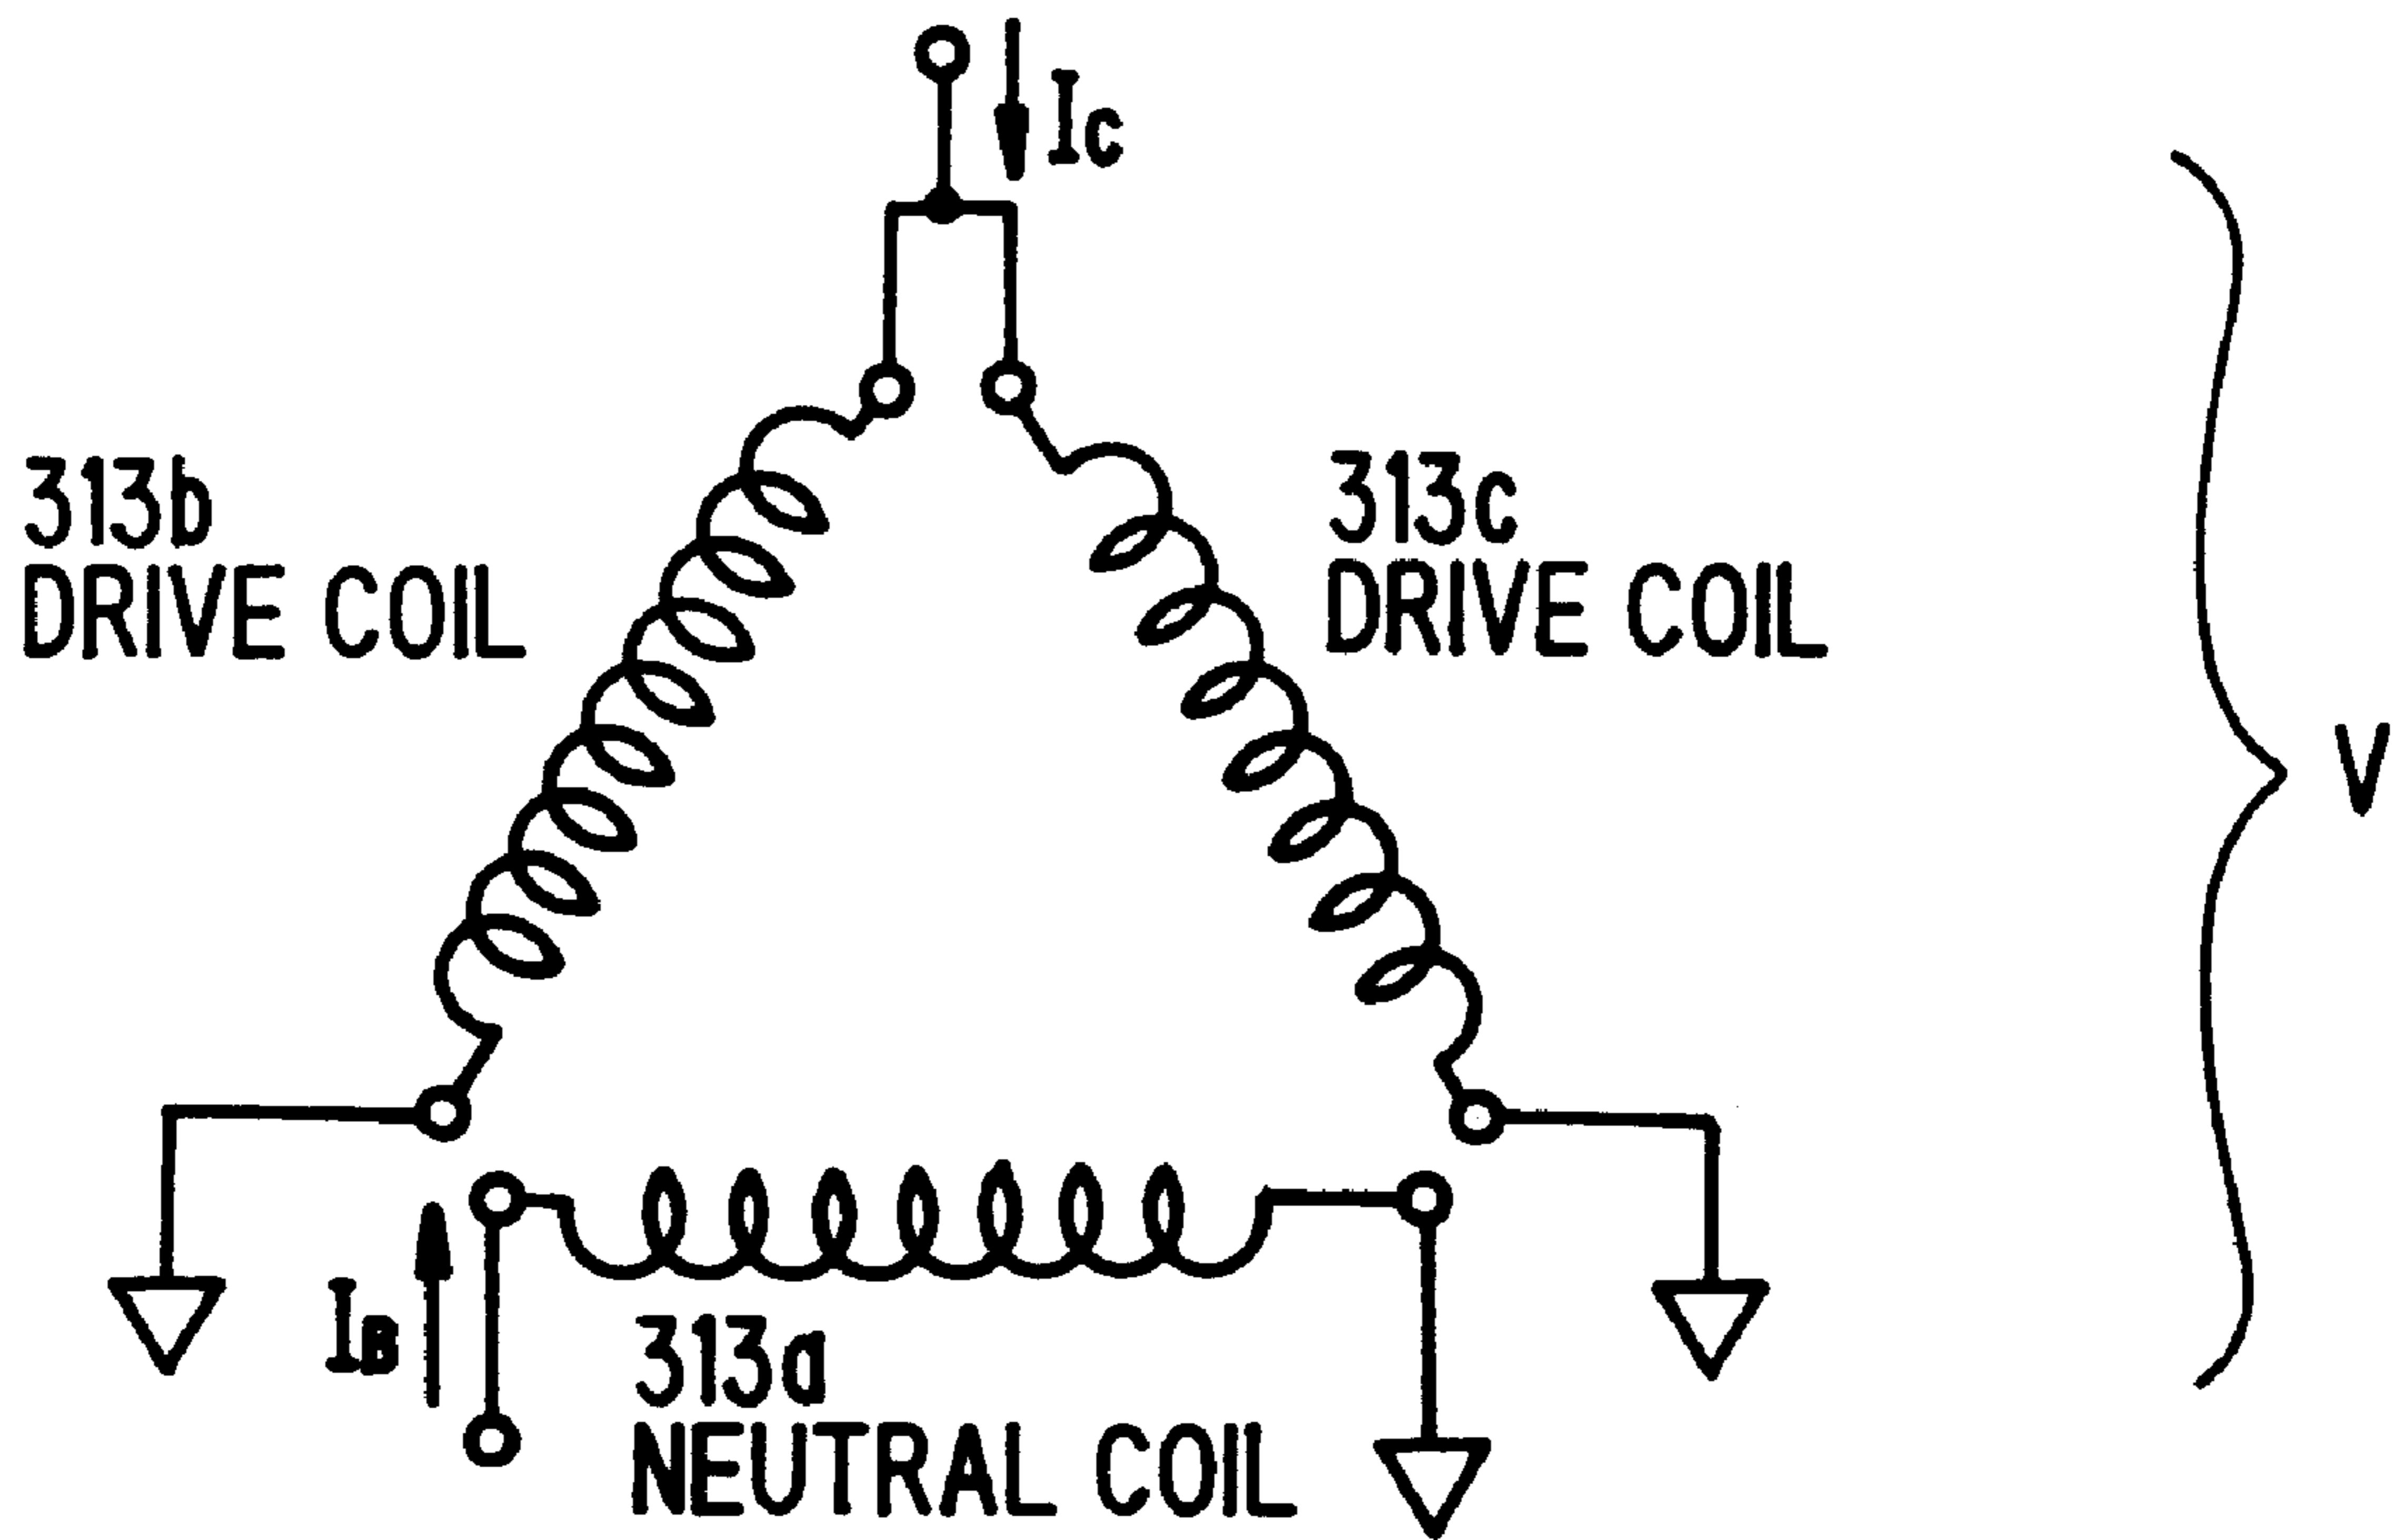 Ic
313b
DRIVE COIL
313c
DRIVE COIL
V
IB
313a
NEUTRAL COIL